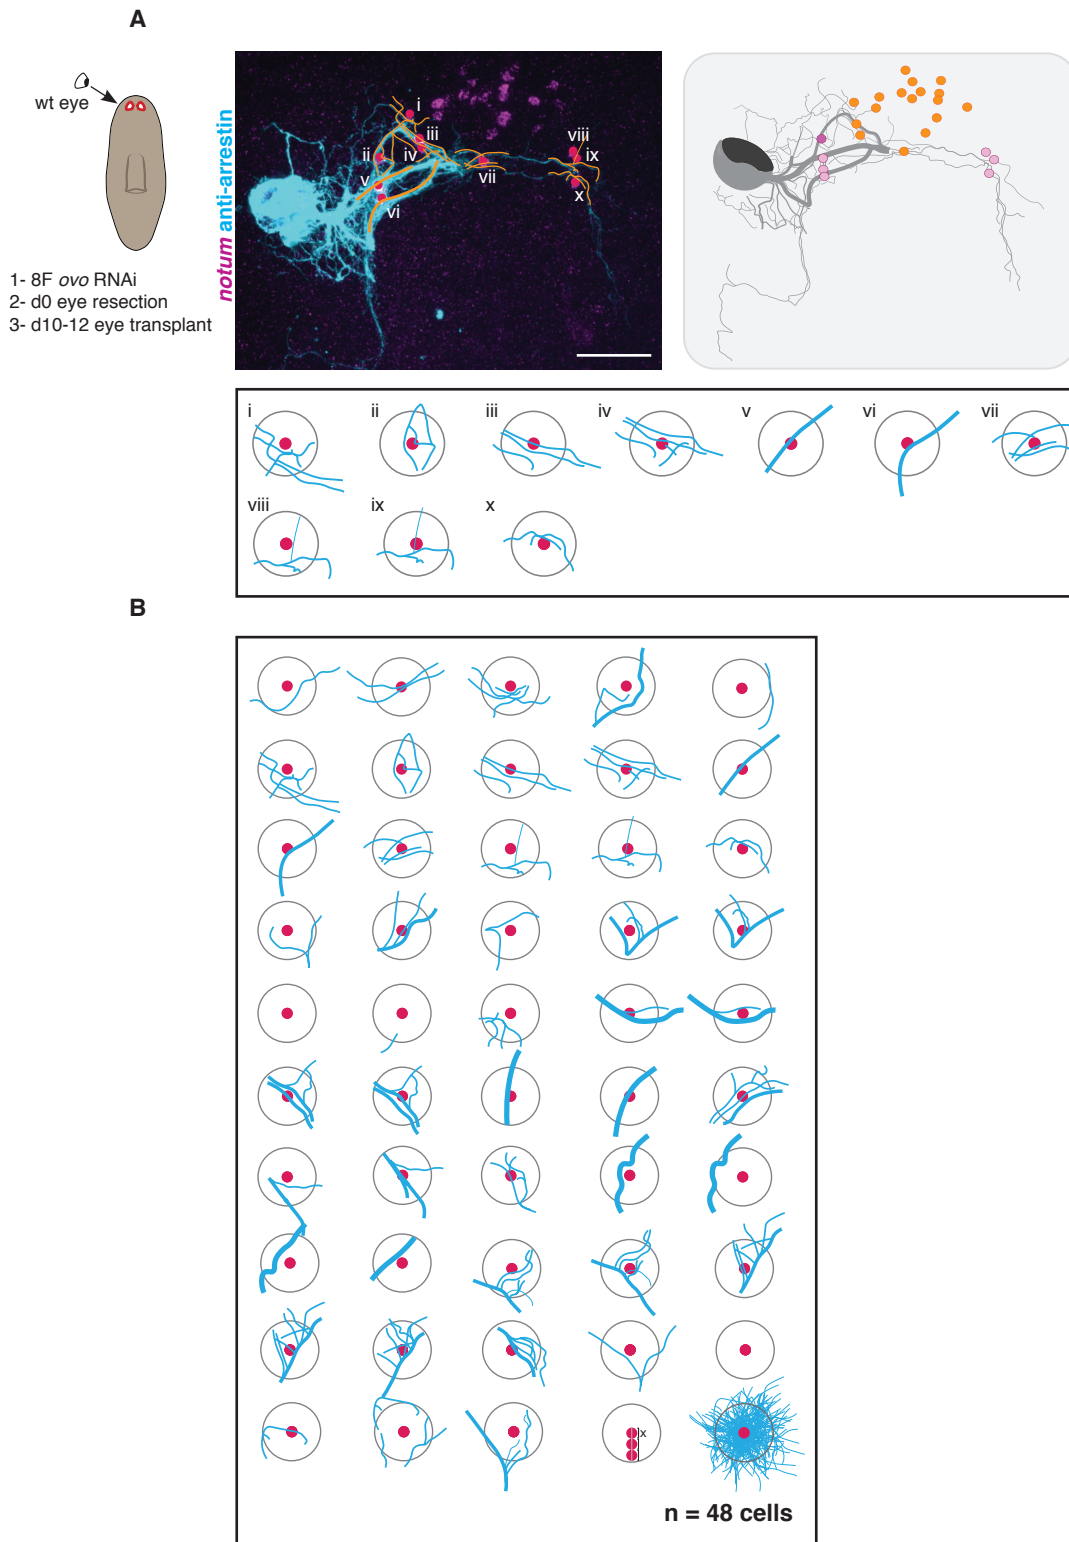 A
wt eye
1- 8F ovo RNAi
2- d0 eye resection
3- d10-12 eye transplant
notum anti-arrestin
i
iii
ii
iv
v
vi
vii
viii
ix
x
i
ii
iii
iv
v
vi
vii
viii
ix
x
B
x
n = 48 cells